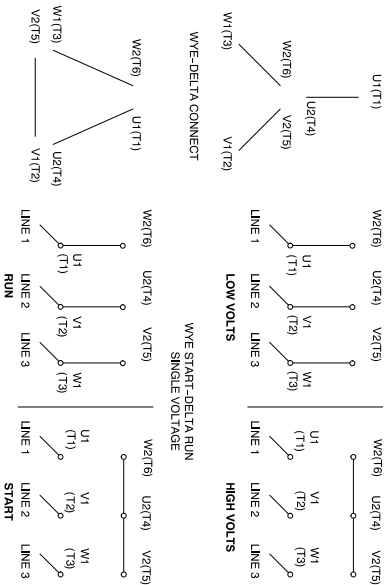 U1(T1)
U2(T4)
W2(T6)
V2(T5)
W1(T3)
V1(T2)
WYE-DELTA CONNECT
W2(T6)
U1(T1)
W1(T3)
V2(T5)
U2(T4)
V1(T2)
W2(T6) U2(T4) V2(T5)
U1
(T1)
V1
(T2)
W1
(T3)
LINE 1 LINE 2 LINE 3
LOW VOLTS
W2(T6) U2(T4) V2(T5)
U1
(T1)
V1
(T2)
W1
(T3)
LINE 1 LINE 2 LINE 3
HIGH VOLTS
WYE START-DELTA RUN
SINGLE VOLTAGE
W2(T6) U2(T4) V2(T5)
U1
(T1)
V1
(T2)
W1
(T3)
LINE 1 LINE 2 LINE 3
RUN
W2(T6) U2(T4) V2(T5)
U1
(T1)
V1
(T2)
W1
(T3)
LINE 1 LINE 2 LINE 3
START